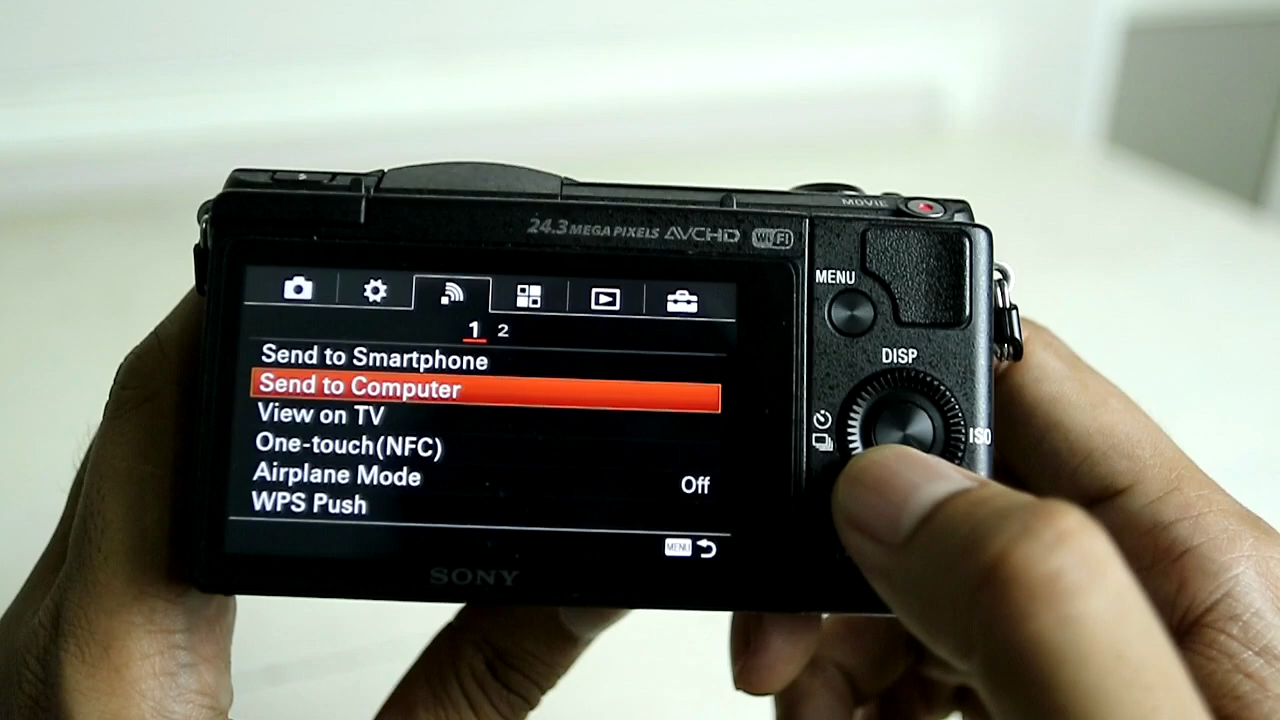 MOVIE
24.3 MEGA PIXELS AVCHD Wi Fi
MENU
DISP
ISO
1 2
Send to Smartphone
Send to Computer
View on TV
One-touch(NFC)
Airplane Mode Off
WPS Push
MENU
SONY